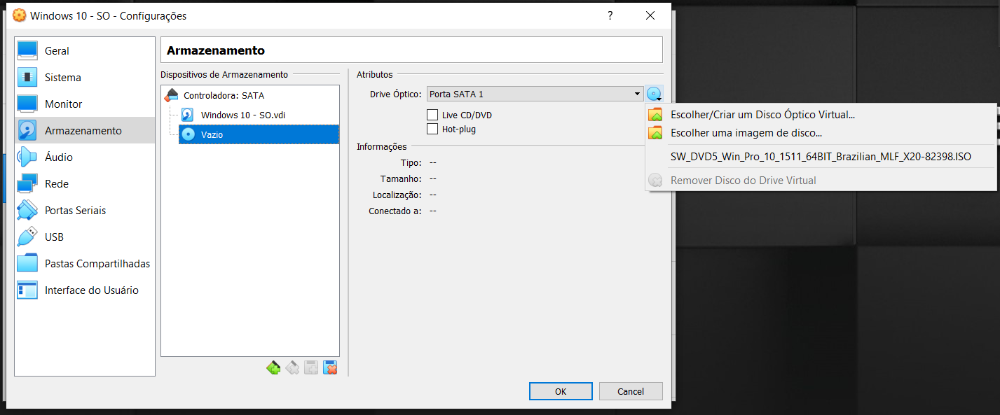 Windows 10 - SO - Configurações
?
Geral
Sistema
Monitor
Armazenamento
Áudio
Rede
Portas Seriais
USB
Pastas Compartilhadas
Interface do Usuário
Armazenamento
Dispositivos de Armazenamento
Controladora: SATA
Windows 10 - SO.vdi
Vazio
Atributos
Drive Óptico: Porta SATA 1
Live CD/DVD
Hot-plug
Informações
Tipo: --
Tamanho: --
Localização: --
Conectado a: --
Escolher/Criar um Disco Óptico Virtual...
Escolher uma imagem de disco...
SW_DVD5_Win_Pro_10_1511_64BIT_Brazilian_MLF_X20-82398.ISO
Remover Disco do Drive Virtual
OK Cancel